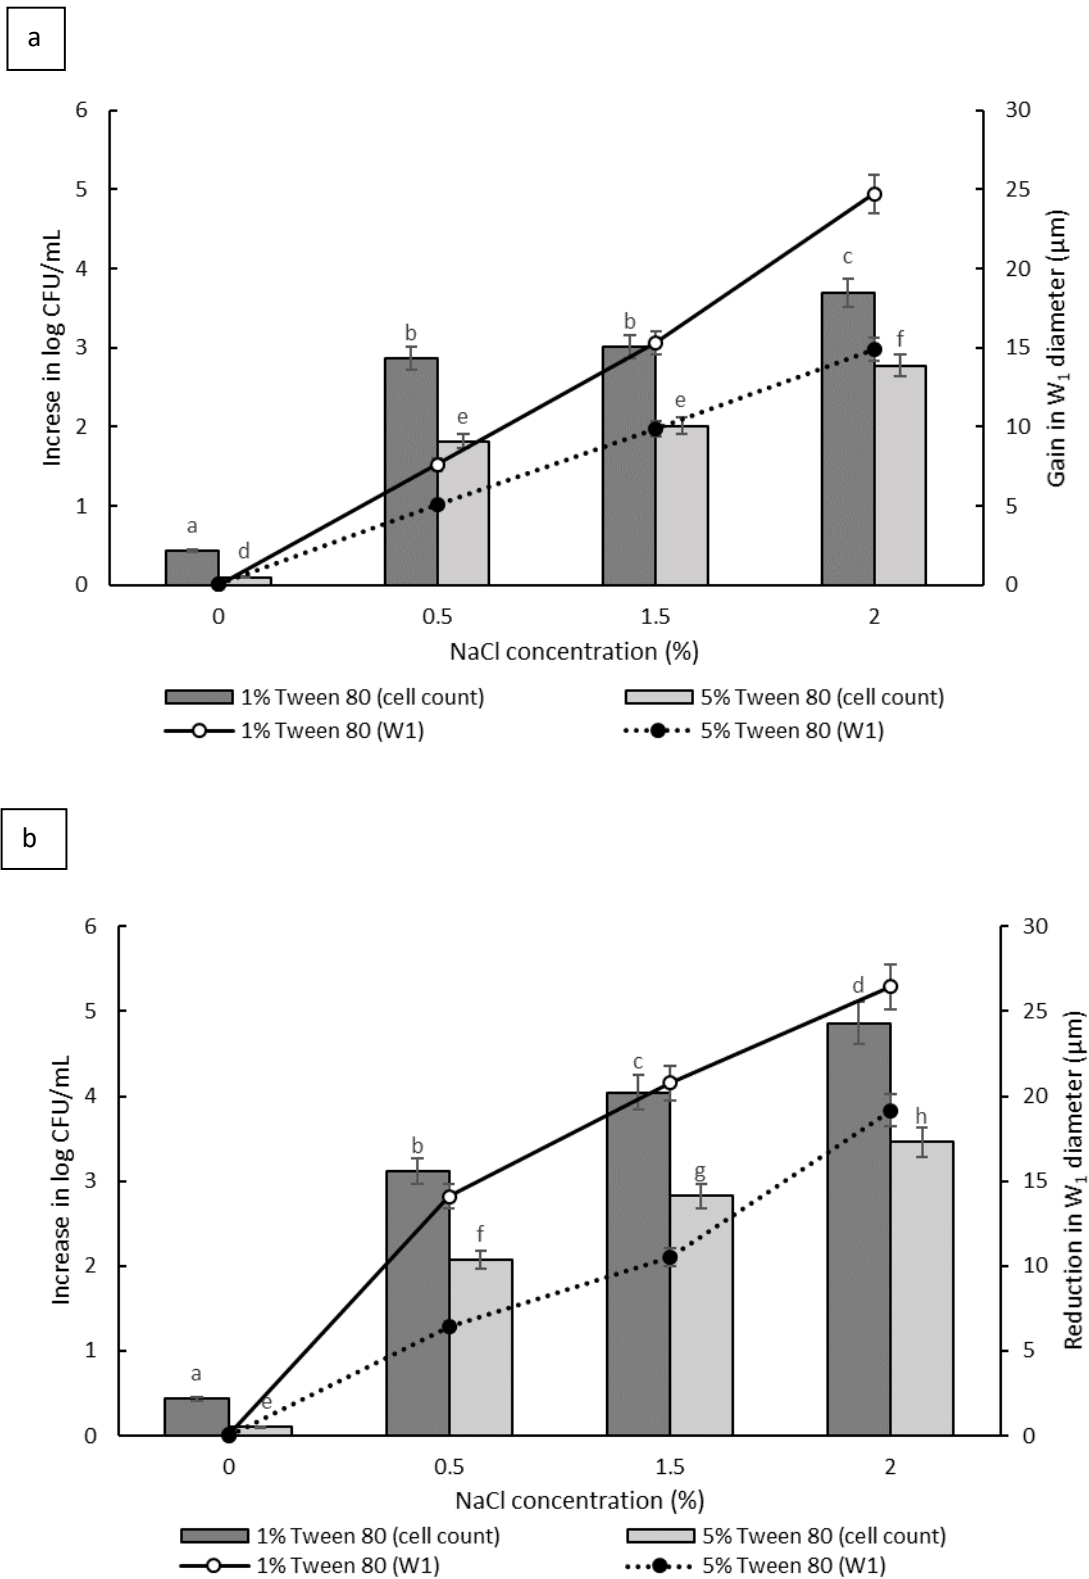 a
6
5
4
3
2
1
0
Increse in log CFU/mL
30
25
20
15
10
5
0
Gain in W1 diameter (µm)
a
d
b
e
b
e
c
f
0 0.5 1.5 2
NaCl concentration (%)
1% Tween 80 (cell count) 5% Tween 80 (cell count)
1% Tween 80 (W1) 5% Tween 80 (W1)
b
6
5
4
3
2
1
0
Increase in log CFU/mL
30
25
20
15
10
5
0
Reduction in W1 diameter (µm)
a
e
b
f
c
g
d
h
0 0.5 1.5 2
NaCl concentration (%)
1% Tween 80 (cell count) 5% Tween 80 (cell count)
1% Tween 80 (W1) 5% Tween 80 (W1)